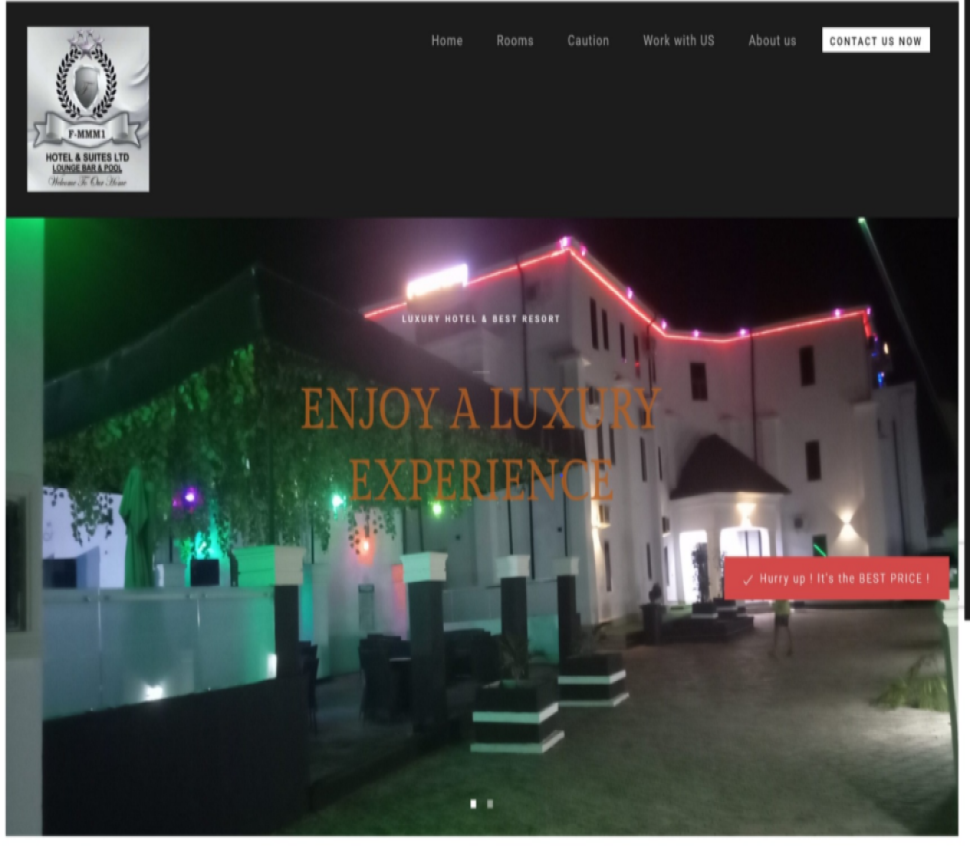 F-MMM1
HOTEL & SUITES LTD
LOUNGE BAR & POOL
Welcome To Our Home
Home Rooms Caution Work with US About us CONTACT US NOW
LUXURY HOTEL & BEST RESORT
ENJOY A LUXURY
EXPERIENCE
Hurry up ! It's the BEST PRICE !